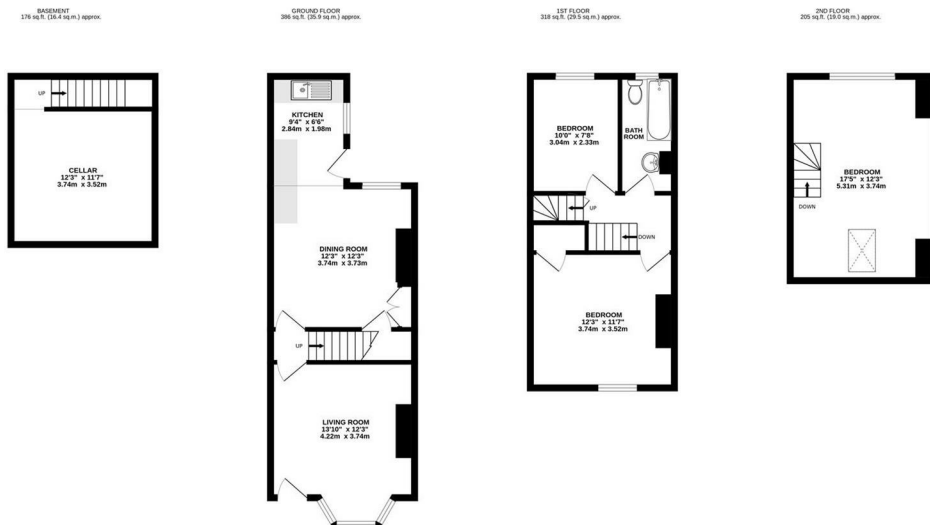 BASEMENT
176 sq.ft. (16.4 sq.m.) approx.
GROUND FLOOR
386 sq.ft. (35.9 sq.m.) approx.
1ST FLOOR
318 sq.ft. (29.5 sq.m.) approx.
2ND FLOOR
205 sq.ft. (19.0 sq.m.) approx.
UP
CELLAR
12'3" x 11'7"
3.74m x 3.52m
KITCHEN
9'4" x 6'6"
2.84m x 1.98m
DINING ROOM
12'3" x 12'3"
3.74m x 3.73m
UP
LIVING ROOM
13'10" x 12'3"
4.22m x 3.74m
BEDROOM
10'0" x 7'8"
3.04m x 2.33m
BATH
ROOM
UP
DOWN
BEDROOM
12'3" x 11'7"
3.74m x 3.52m
BEDROOM
17'5" x 12'3"
5.31m x 3.74m
DOWN